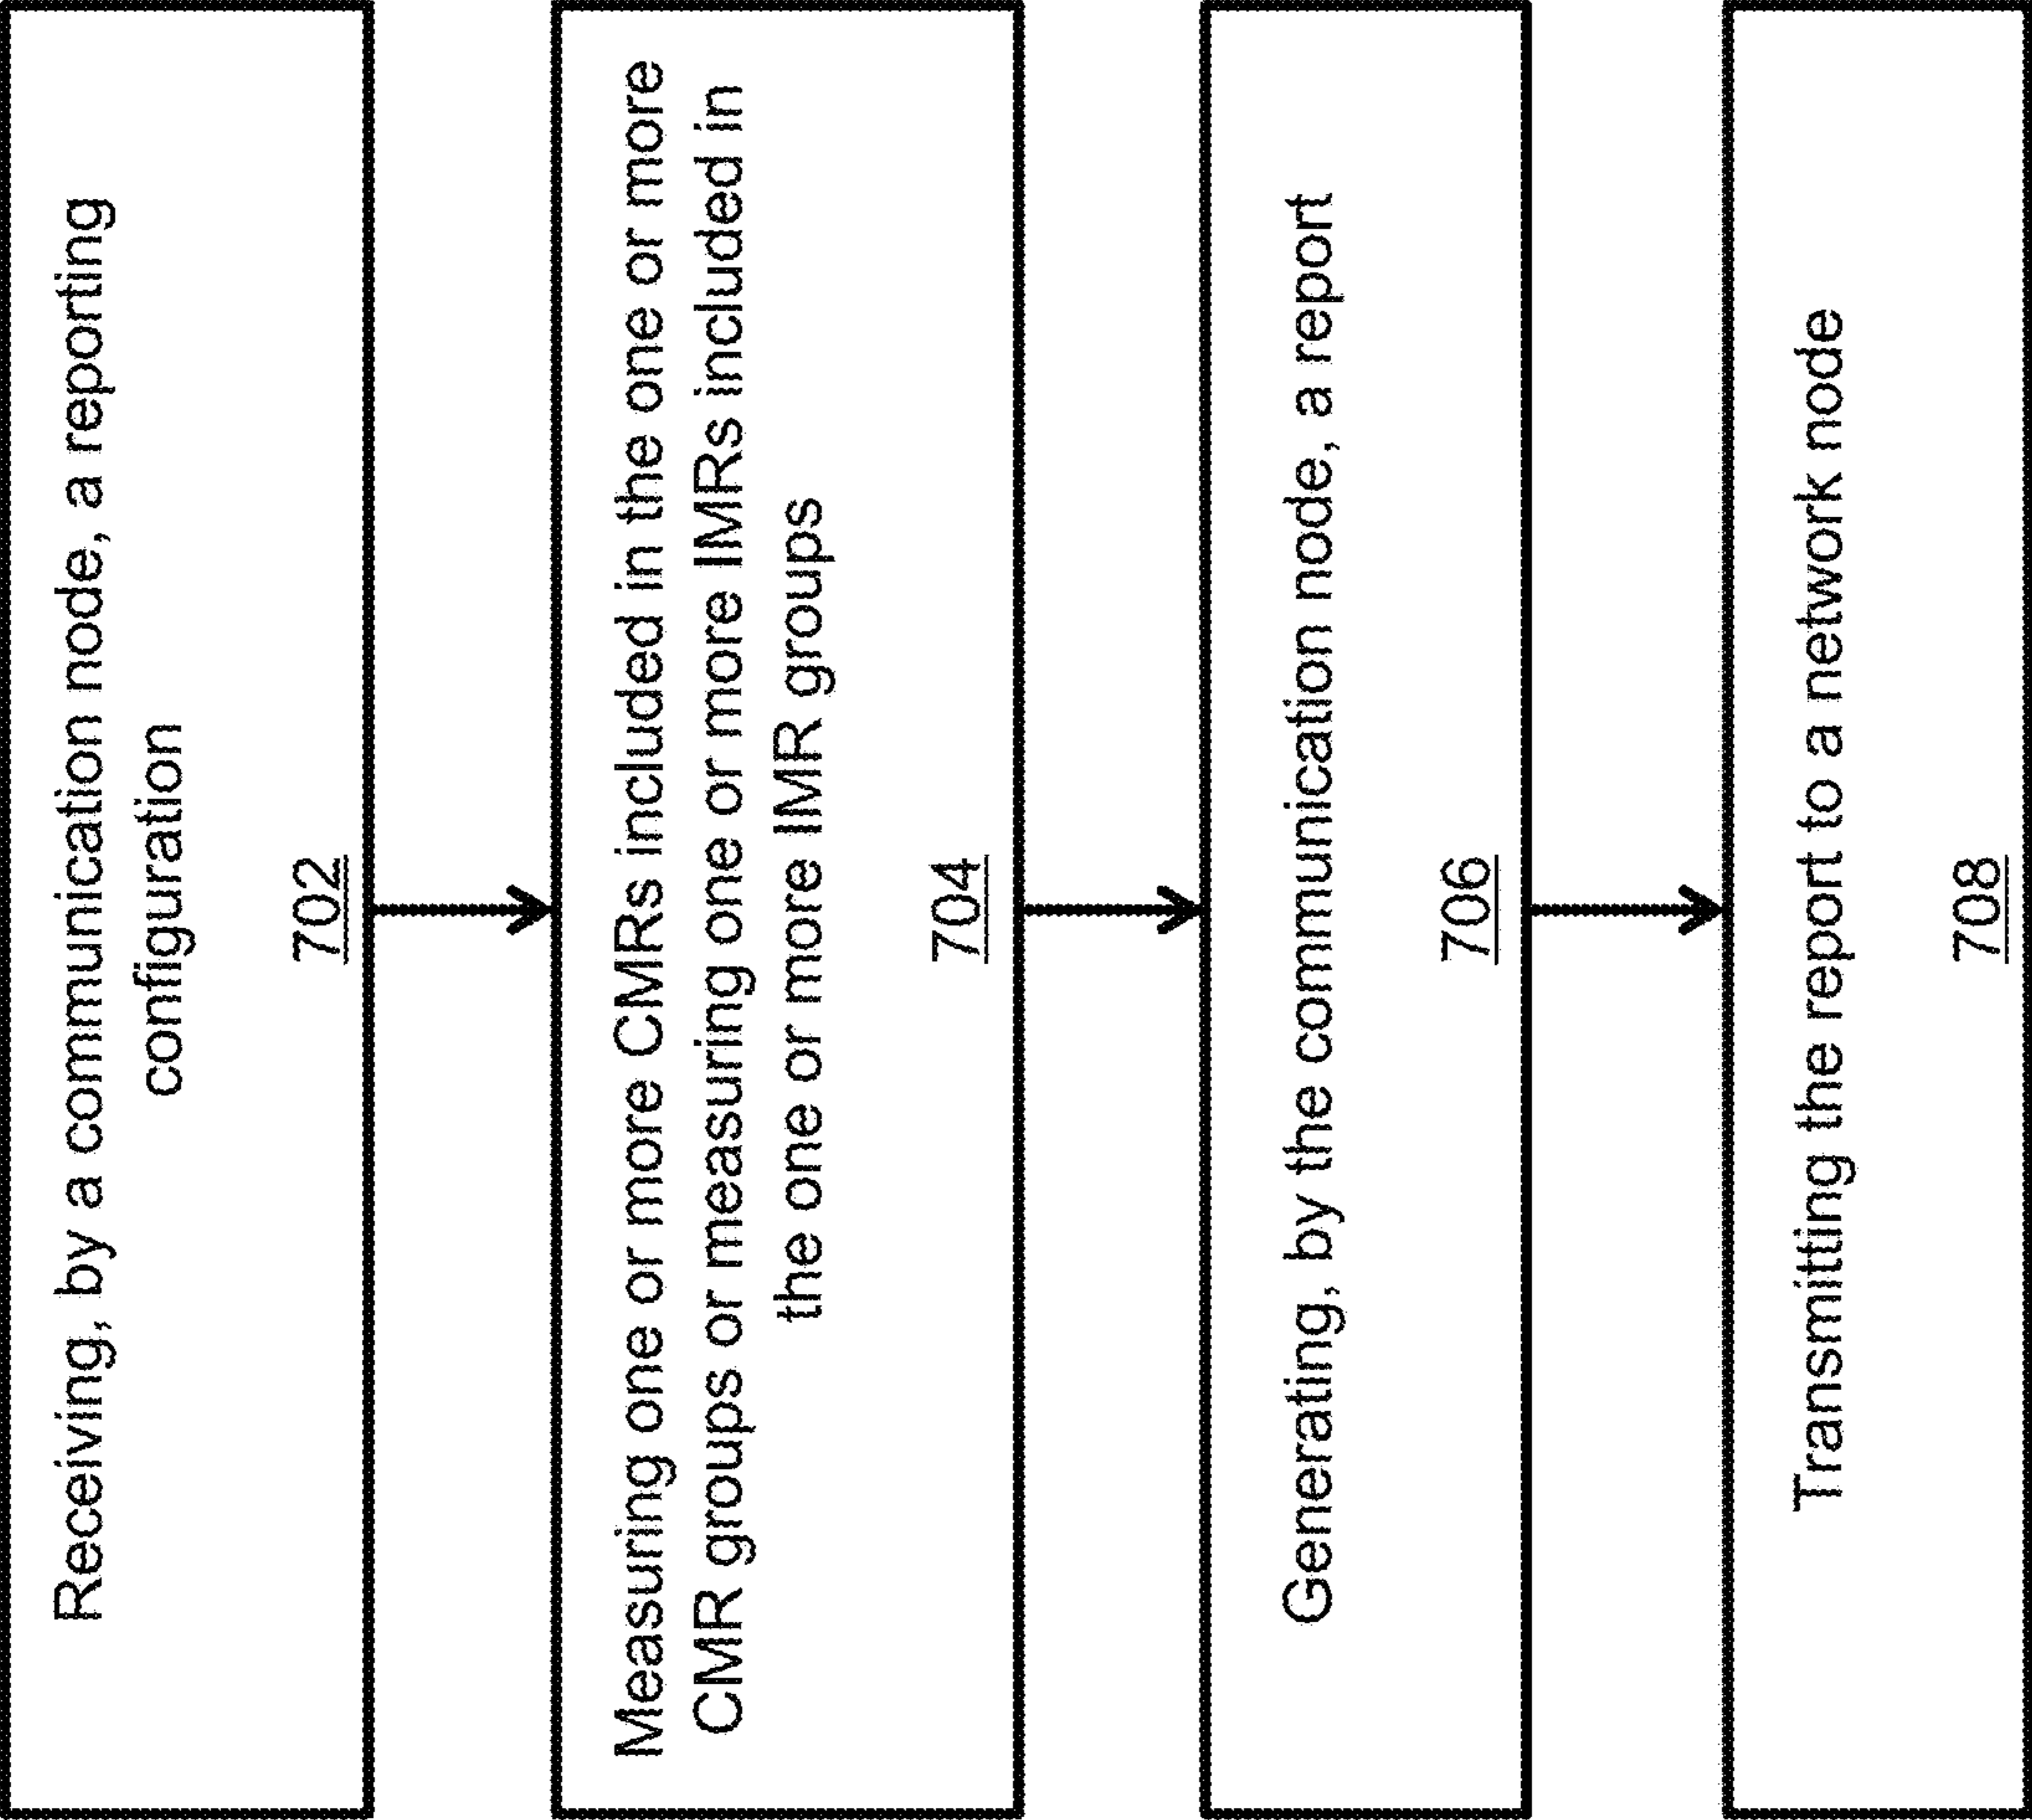 Receiving, by a communication node, a reporting
configuration
702
Measuring one or more CMRs included in the one or more
CMR groups or measuring one or more IMRs included in
the one or more IMR groups
704
Generating, by the communication node, a report
706
Transmitting the report to a network node
708